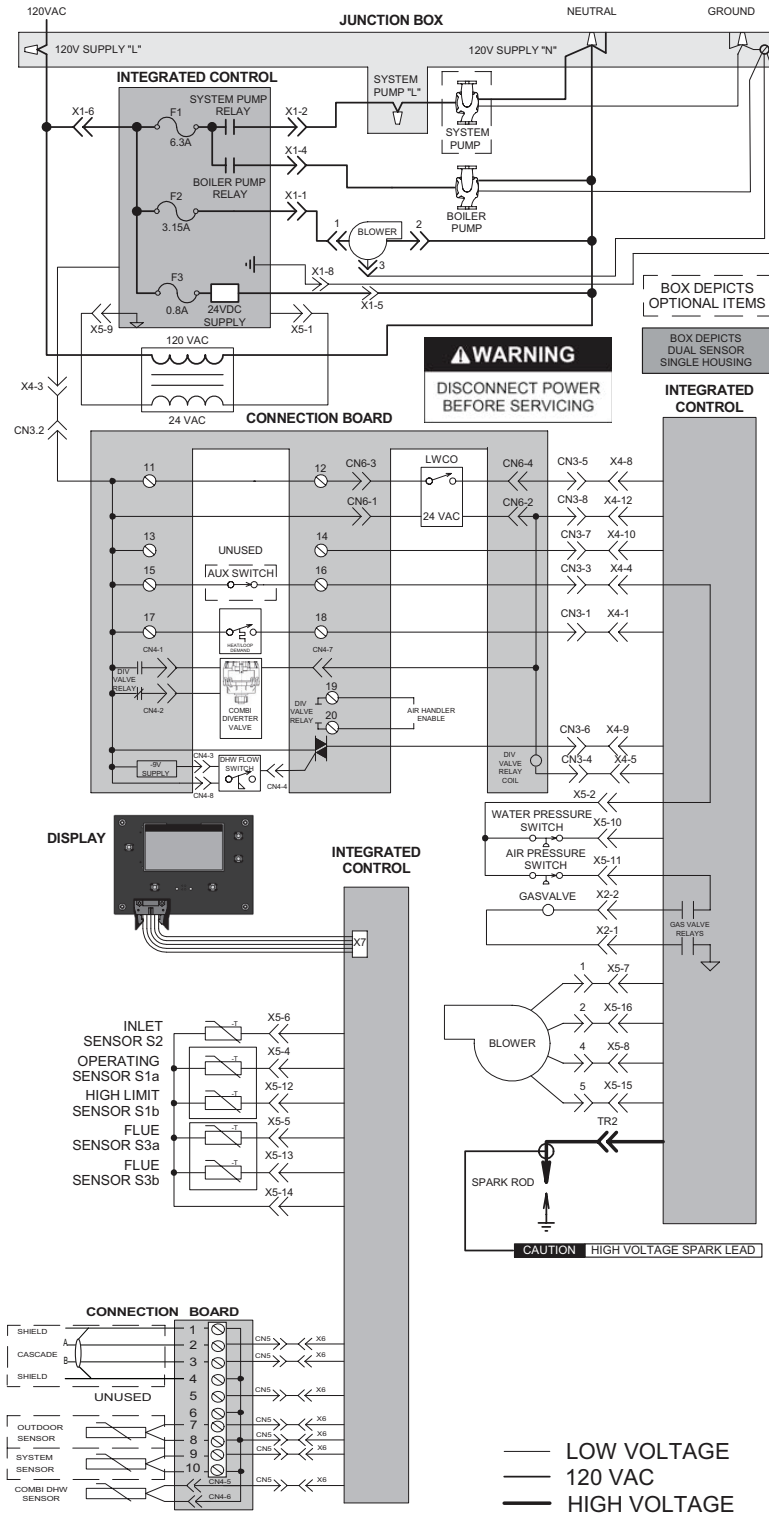 120VAC
NEUTRAL
GROUND
JUNCTION BOX
120V SUPPLY "L"
120V SUPPLY "N"
INTEGRATED CONTROL
SYSTEM
PUMP "L"
SYSTEM PUMP
RELAY
X1-6
F1
6.3A
X1-2
SYSTEM
PUMP
X1-4
BOILER PUMP
RELAY
BOILER
PUMP
F2
3.15A
X1-1
1
BLOWER
2
3
X1-8
F3
0.8A
24VDC
SUPPLY
X1-5
X5-9
X5-1
BOX DEPICTS
OPTIONAL ITEMS
BOX DEPICTS
DUAL SENSOR
SINGLE HOUSING
120 VAC
24 VAC
WARNING
DISCONNECT POWER
BEFORE SERVICING
X4-3
CN3.2
CONNECTION BOARD
INTEGRATED
CONTROL
11
12
CN6-3
LWCO
CN6-4
CN3-5
X4-8
CN6-1
24 VAC
CN6-2
CN3-8
X4-12
13
UNUSED
14
CN3-7
X4-10
15
AUX SWITCH
16
CN3-3
X4-4
17
HEAT/LOOP
DEMAND
18
CN3-1
X4-1
CN4-1
CN4-7
DIV
VALVE
RELAY
CN4-2
COMBI
DIVERTER
VALVE
DIV
VALVE
RELAY
19
20
AIR HANDLER
ENABLE
CN3-6
X4-9
-9V
SUPPLY
CN4-3
CN4-8
DHW FLOW
SWITCH
CN4-4
DIV
VALVE
RELAY
COIL
CN3-4
X4-5
X5-2
WATER PRESSURE
SWITCH
X5-10
AIR PRESSURE
SWITCH
X5-11
GASVALVE
X2-2
GAS VALVE
RELAYS
X2-1
DISPLAY
INTEGRATED
CONTROL
X7
BLOWER
1
X5-7
2
X5-16
4
X5-8
5
X5-15
TR2
SPARK ROD
CAUTION HIGH VOLTAGE SPARK LEAD
INLET
SENSOR S2
-T
X5-6
OPERATING
SENSOR S1a
-T
X5-4
HIGH LIMIT
SENSOR S1b
-T
X5-12
FLUE
SENSOR S3a
-T
X5-5
FLUE
SENSOR S3b
-T
X5-13
X5-14
CONNECTION BOARD
SHIELD
A
CASCADE
B
SHIELD
UNUSED
OUTDOOR
SENSOR
SYSTEM
SENSOR
COMBI DHW
SENSOR
1
2
CN5
X6
3
CN5
X6
4
5
CN5
X6
6
7
CN5
X6
8
CN5
X6
9
CN5
X6
10
CN4-5
CN5
X6
CN4-6
LOW VOLTAGE
120 VAC
HIGH VOLTAGE